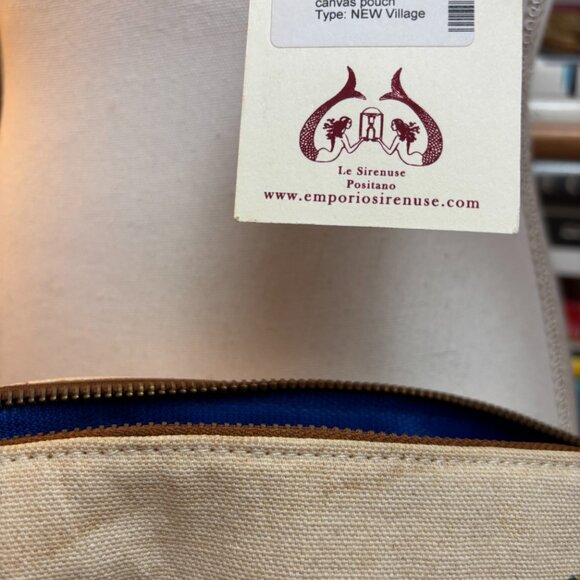 canvas pouch
Type: NEW Village
Le Sirenuse
Positano
www.emporiosirenuse.com